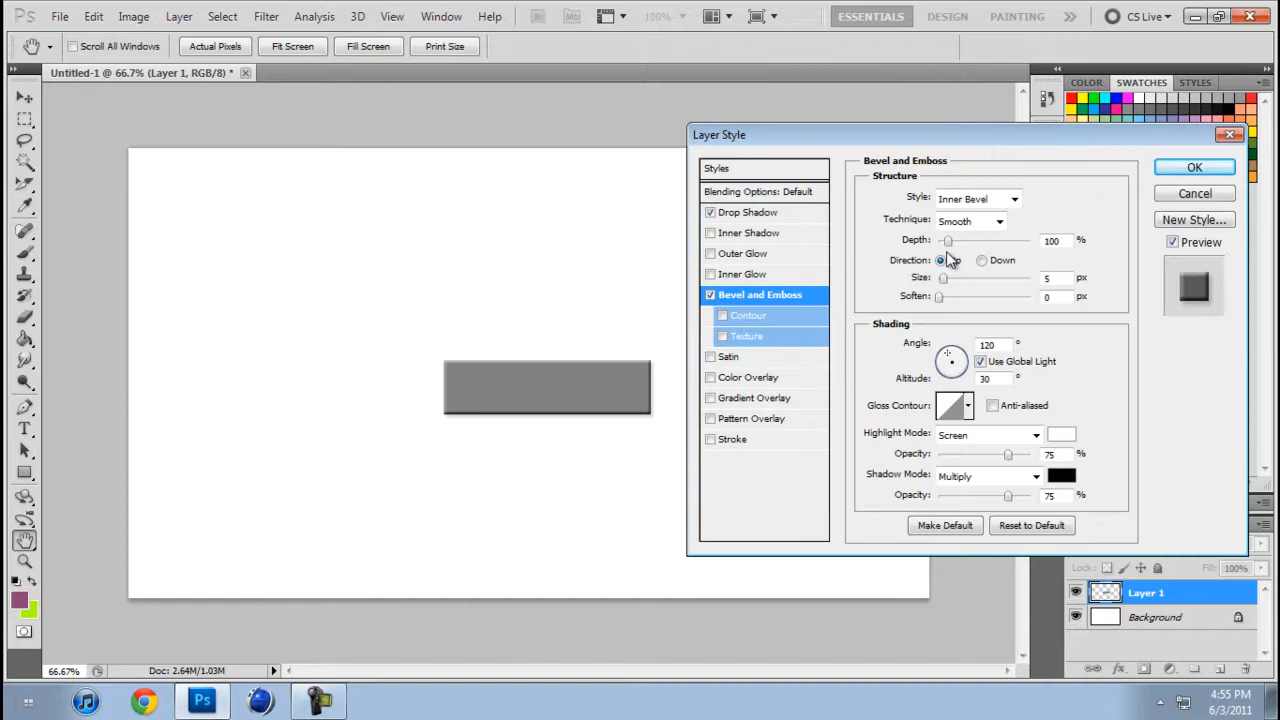 Ps File Edit Image Layer Select Filter Analysis 3D View Window Help Br Mb 100% ESSENTIALS DESIGN PAINTING CS Live
Scroll All Windows Actual Pixels Fit Screen Fill Screen Print Size
Untitled-1 @ 66.7% (Layer 1, RGB/8) *
COLOR SWATCHES STYLES
Layer Style
Styles
Blending Options: Default
Drop Shadow
Inner Shadow
Outer Glow
Inner Glow
Bevel and Emboss
Contour
Texture
Satin
Color Overlay
Gradient Overlay
Pattern Overlay
Stroke
Bevel and Emboss
Structure
Style: Inner Bevel
Technique: Smooth
Depth: 100 %
Direction: Down
Size: 5 px
Soften: 0 px
Shading
Angle: 120 °
Use Global Light
Altitude: 30 °
Gloss Contour: Anti-aliased
Highlight Mode: Screen
Opacity: 75 %
Shadow Mode: Multiply
Opacity: 75 %
Make Default Reset to Default
OK
Cancel
New Style...
Preview
Lock: Fill: 100%
Layer 1
Background
66.67% Doc: 2.64M/1.03M
Ps
4:55 PM
6/3/2011